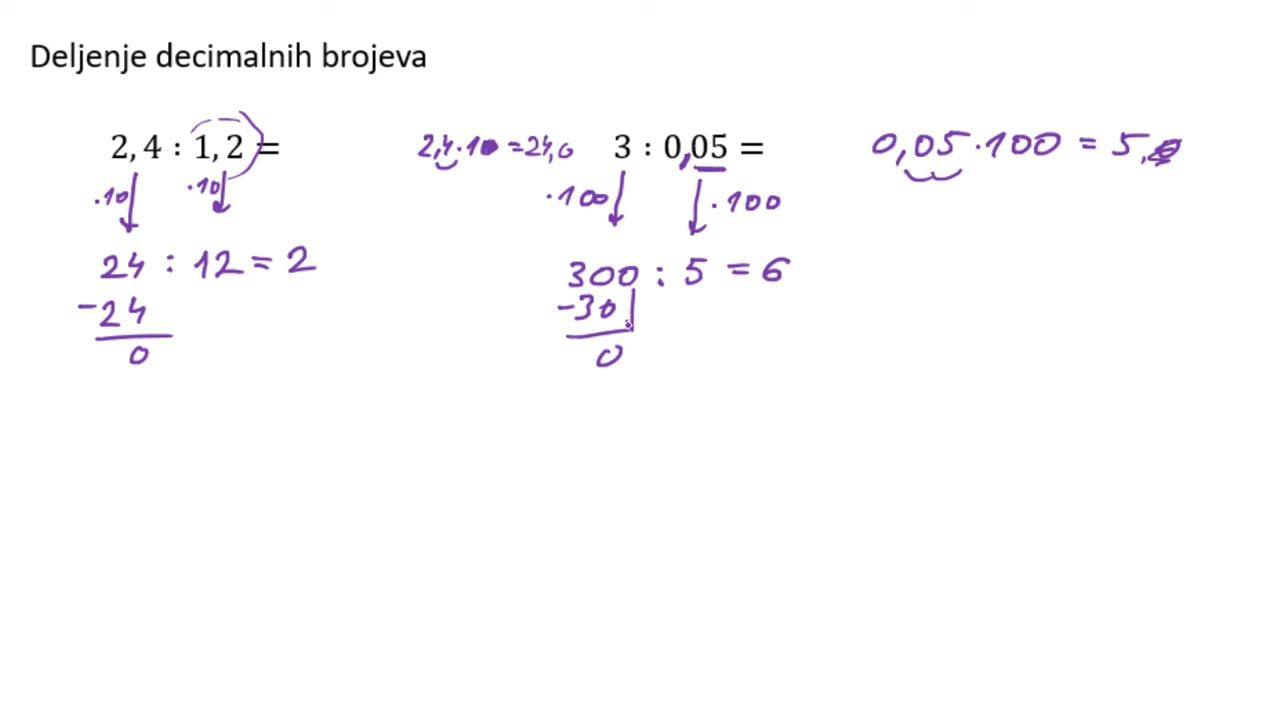 Deljenje decimalnih brojeva
2,4 : 1,2 =
·10 ·10
24 : 12 = 2
-24
0
2,4·10=24,0
3 : 0,05 =
·100 ·100
300 : 5 = 6
-30
0
0,05·100 = 5,0